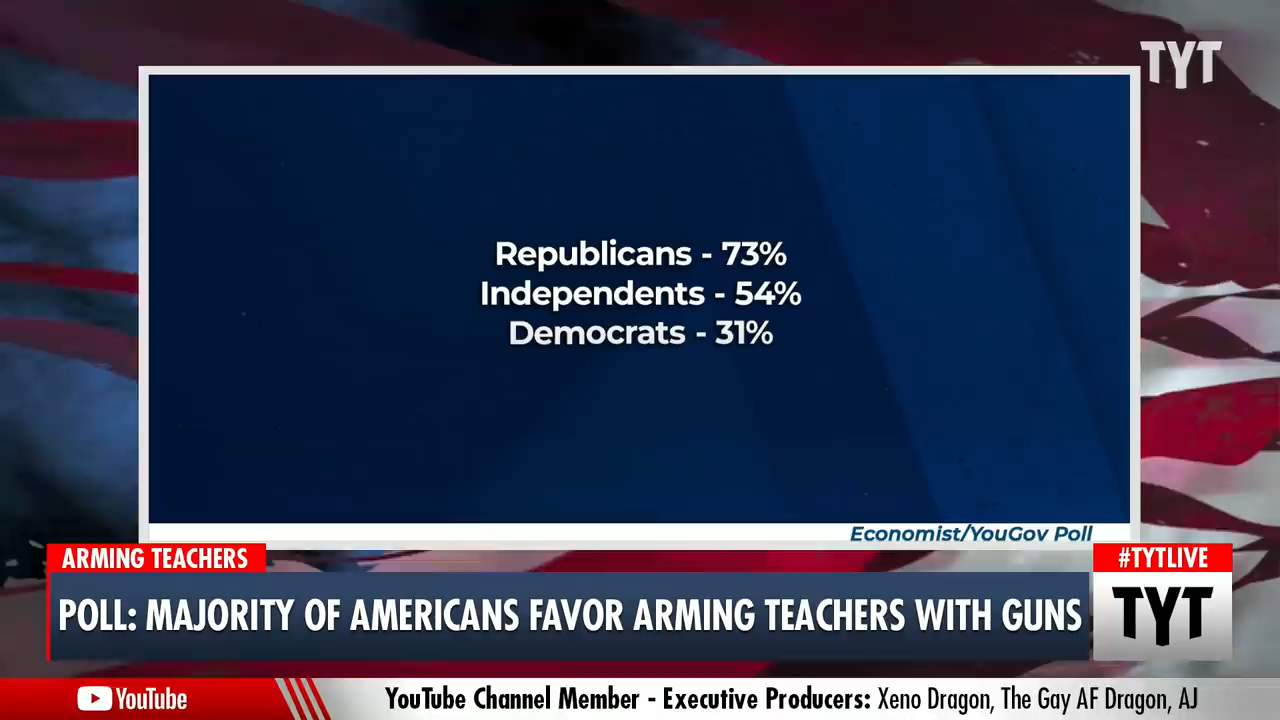 TYT
Republicans - 73%
Independents - 54%
Democrats - 31%
Economist/YouGov Poll
ARMING TEACHERS
#TYTLIVE
POLL: MAJORITY OF AMERICANS FAVOR ARMING TEACHERS WITH GUNS
TYT
YouTube
YouTube Channel Member - Executive Producers: Xeno Dragon, The Gay AF Dragon, AJ